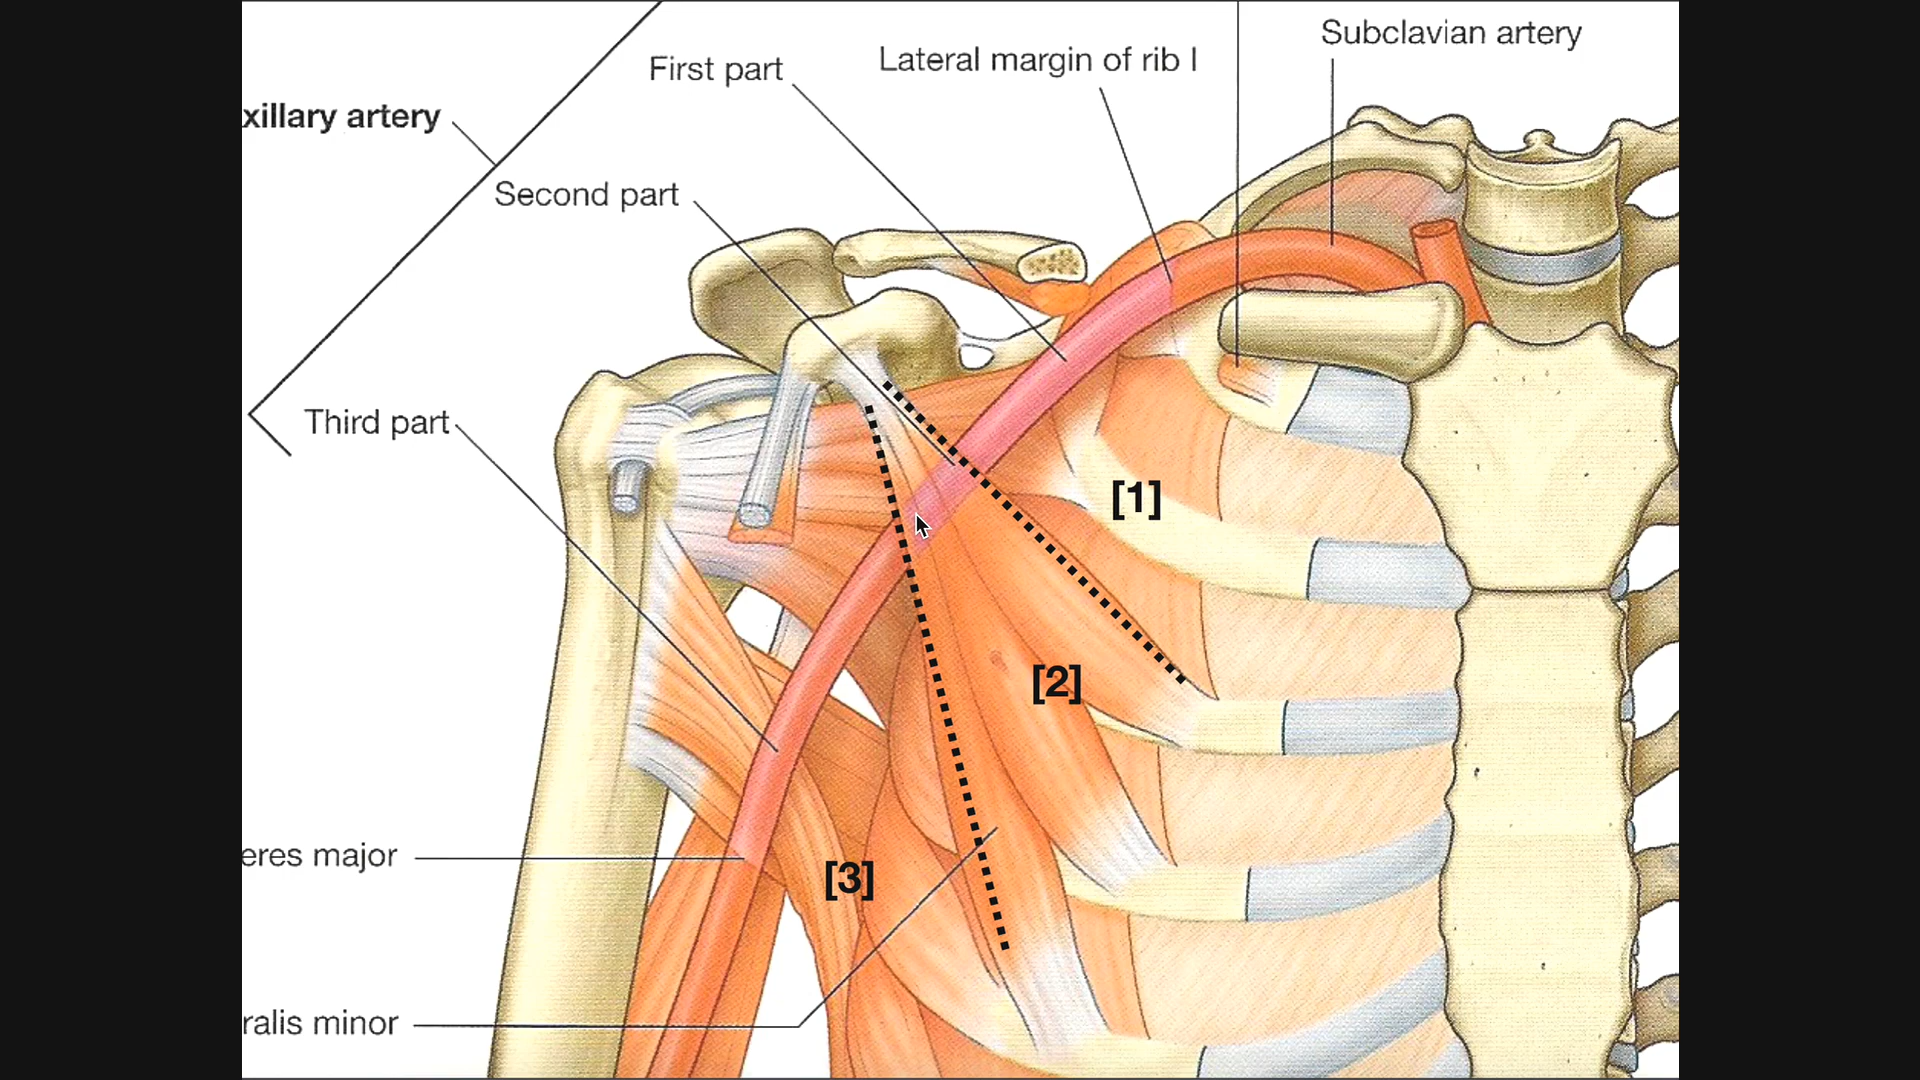 Subclavian artery
Lateral margin of rib I
First part
xillary artery
Second part
Third part
[1]
[2]
eres major
[3]
ralis minor